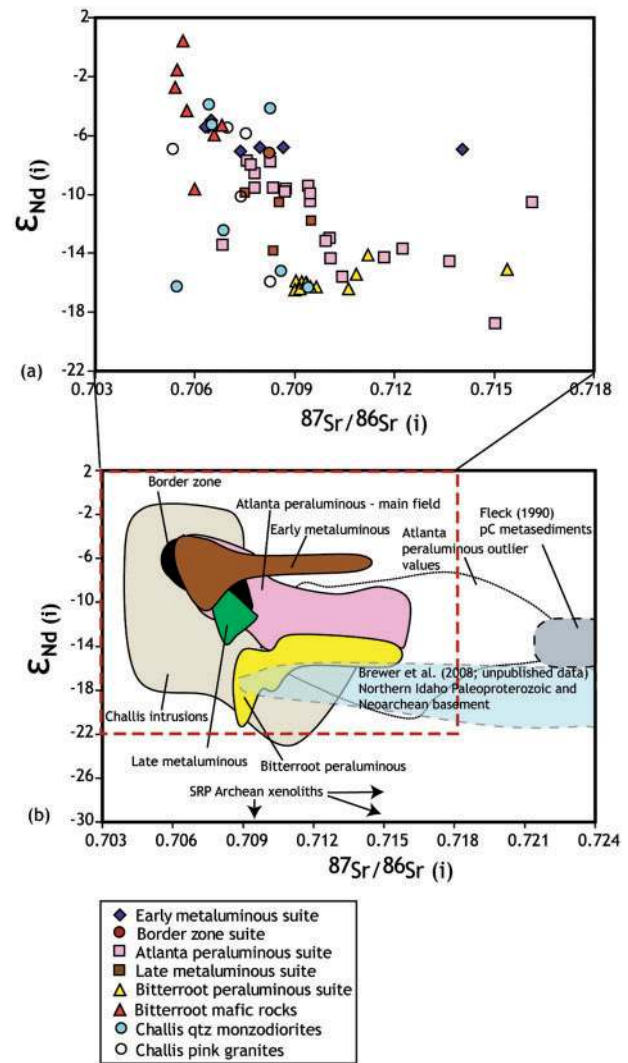 2
-2
-6
-10
-14
-18
-22
εNd (i)
(a)
0.703
0.706
0.709
0.712
0.715
0.718
87Sr/86Sr (i)
2
-2
-6
-10
-14
-18
-22
-26
-30
εNd (i)
(b)
Border zone
Atlanta peraluminous - main field
Early metaluminous
Atlanta
peraluminous outlier
values
Fleck (1990)
pC metasediments
Brewer et al. (2008; unpublished data)
Northern Idaho Paleoproterozoic and
Neoarchean basement
Challis intrusions
Late metaluminous
Bitterroot peraluminous
SRP Archean xenoliths
0.703
0.706
0.709
0.712
0.715
0.718
0.721
0.724
87Sr/86Sr (i)
Early metaluminous suite
Border zone suite
Atlanta peraluminous suite
Late metaluminous suite
Bitterroot peraluminous suite
Bitterroot mafic rocks
Challis qtz monzodiorites
Challis pink granites